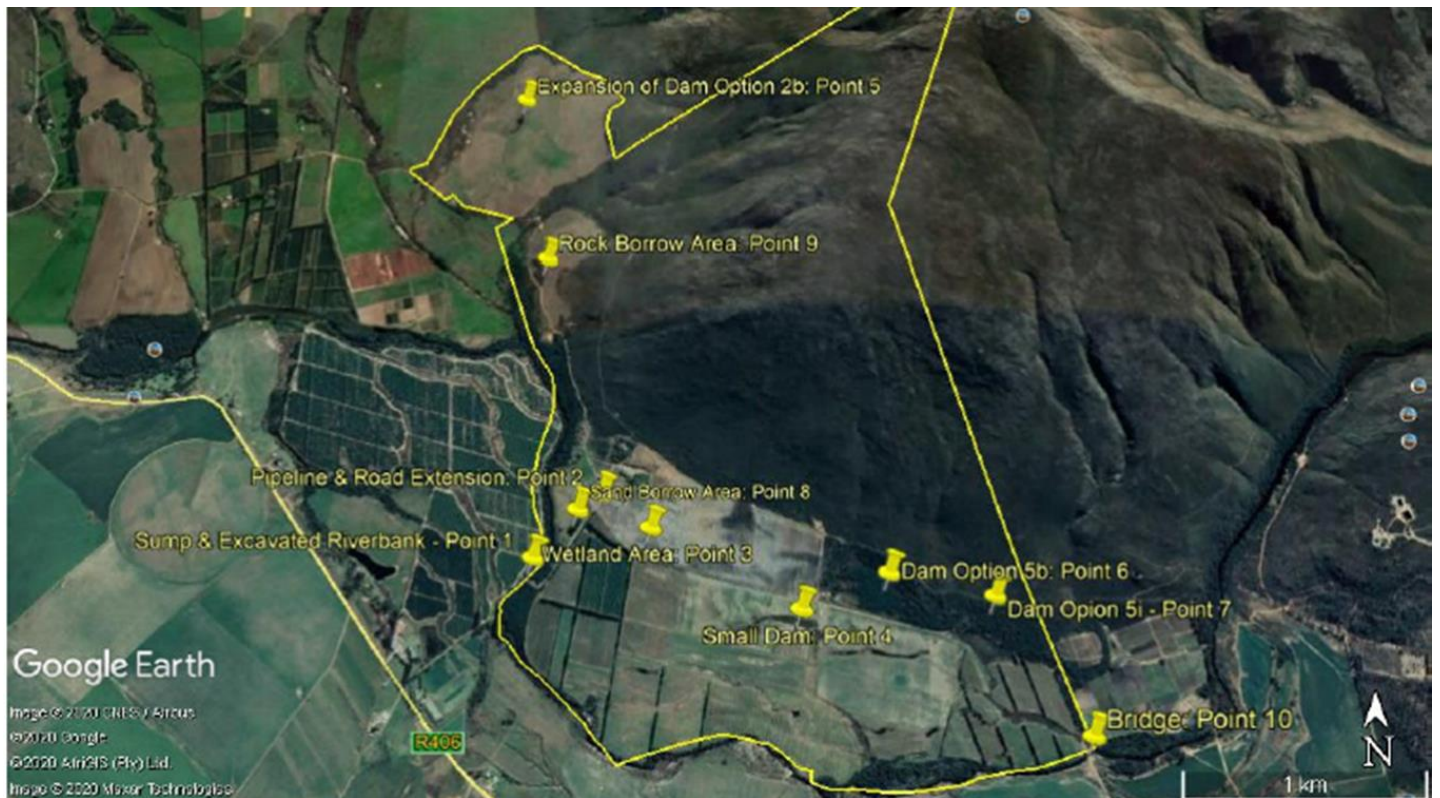 Expansion of Dam Option 2b: Point 5
Rock Borrow Area: Point 9
Pipeline & Road Extension: Point 2
Sand Borrow Area: Point 8
Sump & Excavated Riverbank - Point 1
Wetland Area: Point 3
Dam Option 5b: Point 6
Dam Opion 5i - Point 7
Small Dam: Point 4
Google Earth
Image © 2020 CNES / Airbus
© 2020 Google
© 2020 AfriGIS (Pty) Ltd.
Image © 2020 Maxar Technologies
R406
Bridge: Point 10
N
1 km